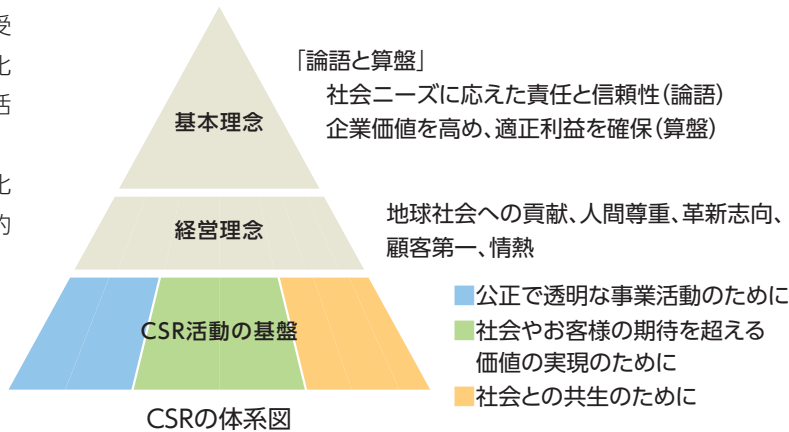 受
化
活
化
的
「論語と算盤」
社会ニーズに応えた責任と信頼性(論語)
企業価値を高め、適正利益を確保(算盤)
基本理念
地球社会への貢献、人間尊重、革新志向、
顧客第一、情熱
経営理念
■公正で透明な事業活動のために
■社会やお客様の期待を超える
価値の実現のために
■社会との共生のために
CSR活動の基盤
CSRの体系図